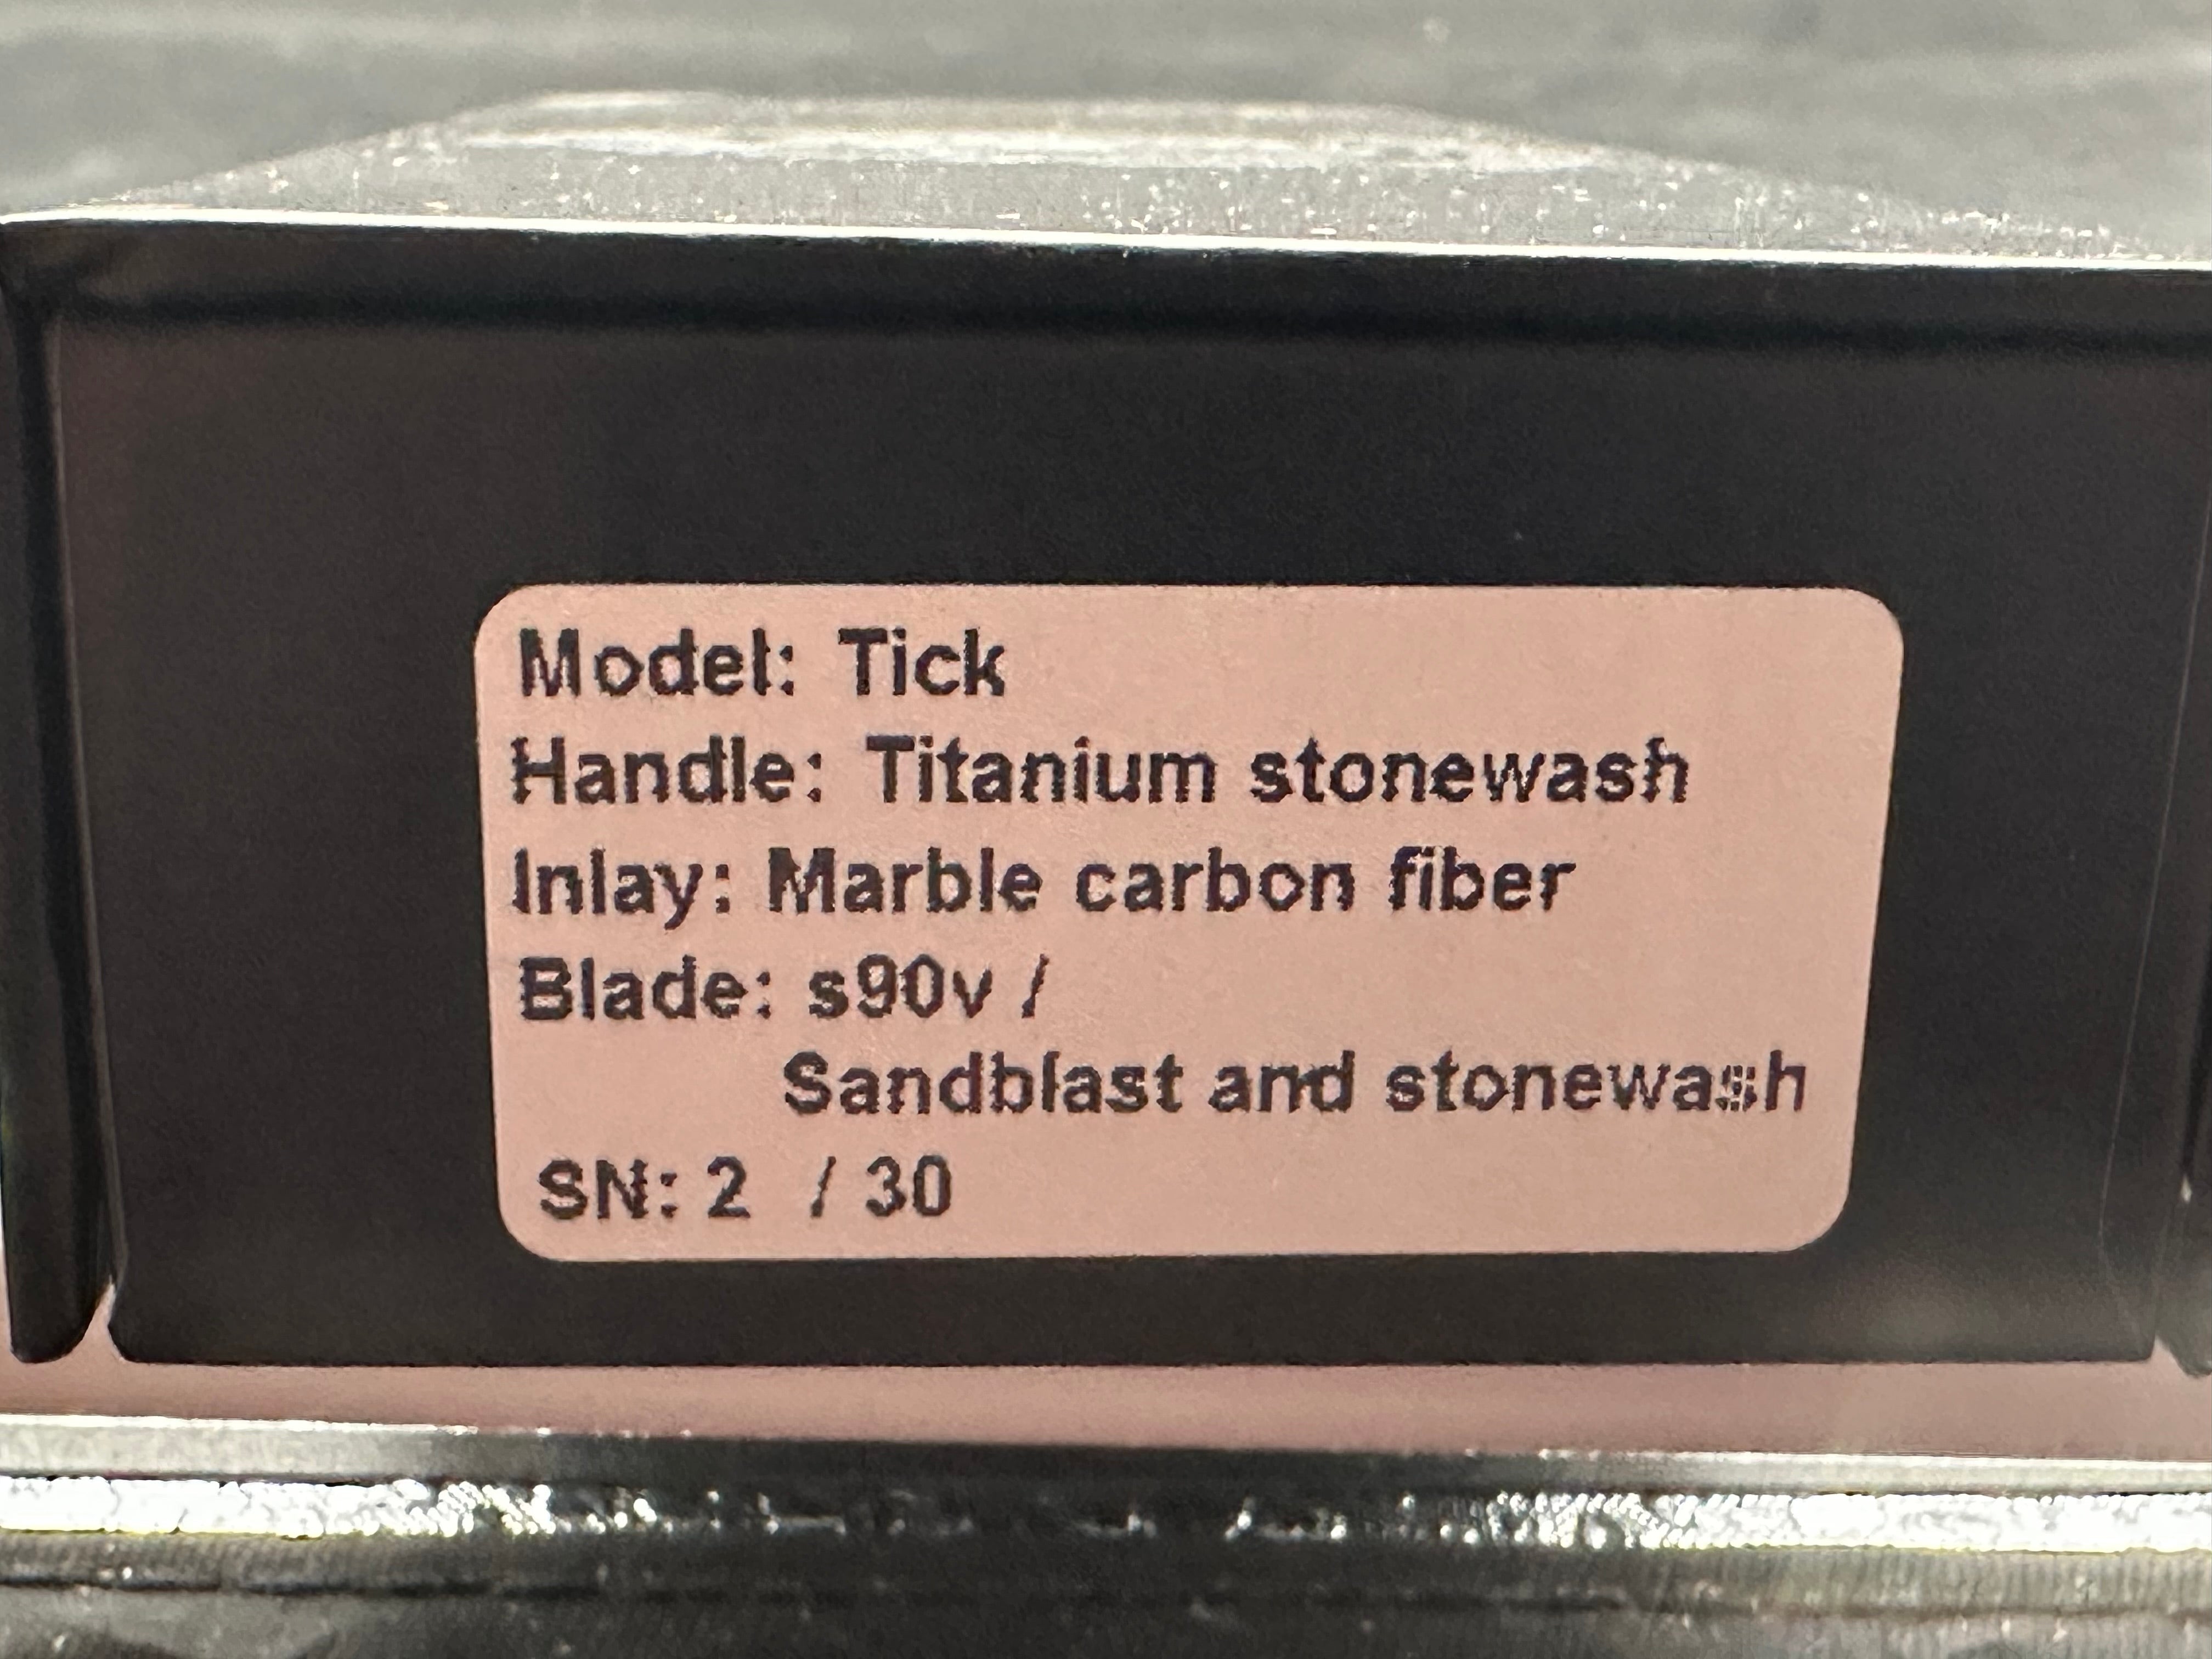 Model: Tick
Handle: Titanium stonewash
Inlay: Marble carbon fiber
Blade: s90v /
Sandblast and stonewash
SN: 2 / 30